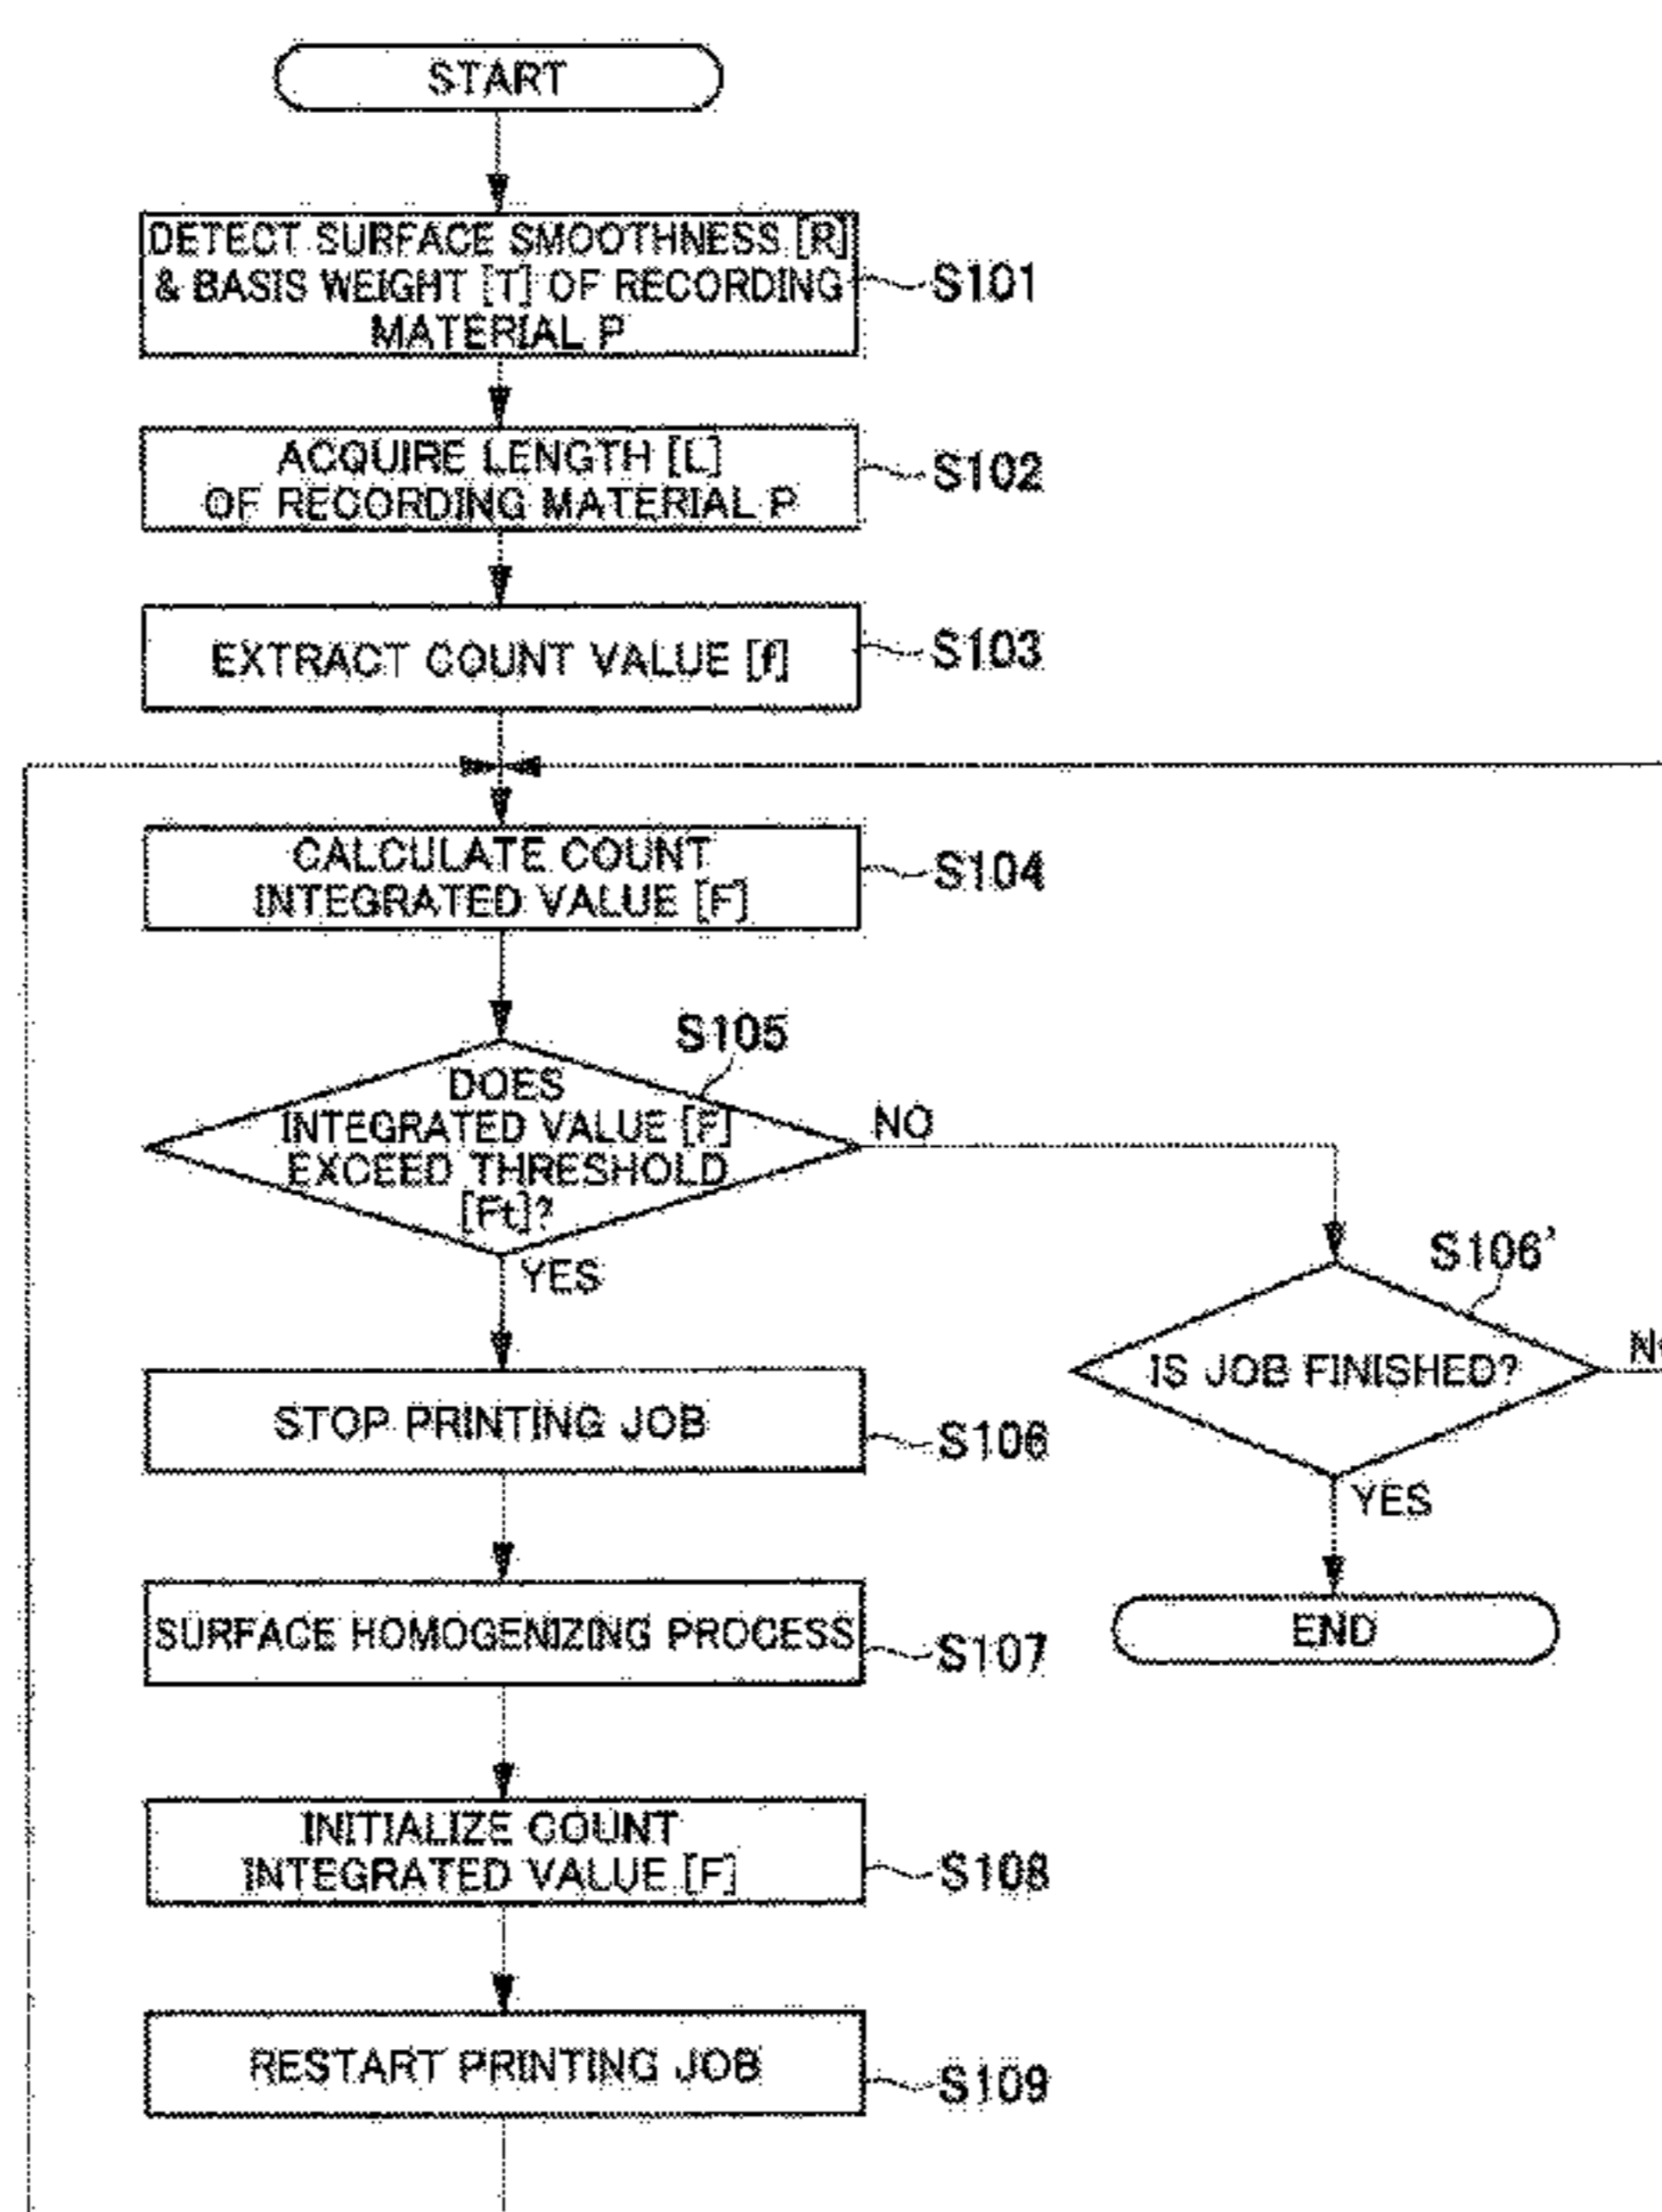 START
DETECT SURFACE SMOOTHNESS [R]
& BASIS WEIGHT [T] OF RECORDING
MATERIAL P
S101
ACQUIRE LENGTH [L]
OF RECORDING MATERIAL P
S102
EXTRACT COUNT VALUE [f]
S103
CALCULATE COUNT
INTEGRATED VALUE [F]
S104
S105
DOES
INTEGRATED VALUE [F]
EXCEED THRESHOLD
[Ft]?
NO
YES
S106'
IS JOB FINISHED?
YES
END
STOP PRINTING JOB
S106
SURFACE HOMOGENIZING PROCESS
S107
INITIALIZE COUNT
INTEGRATED VALUE [F]
S108
RESTART PRINTING JOB
S109